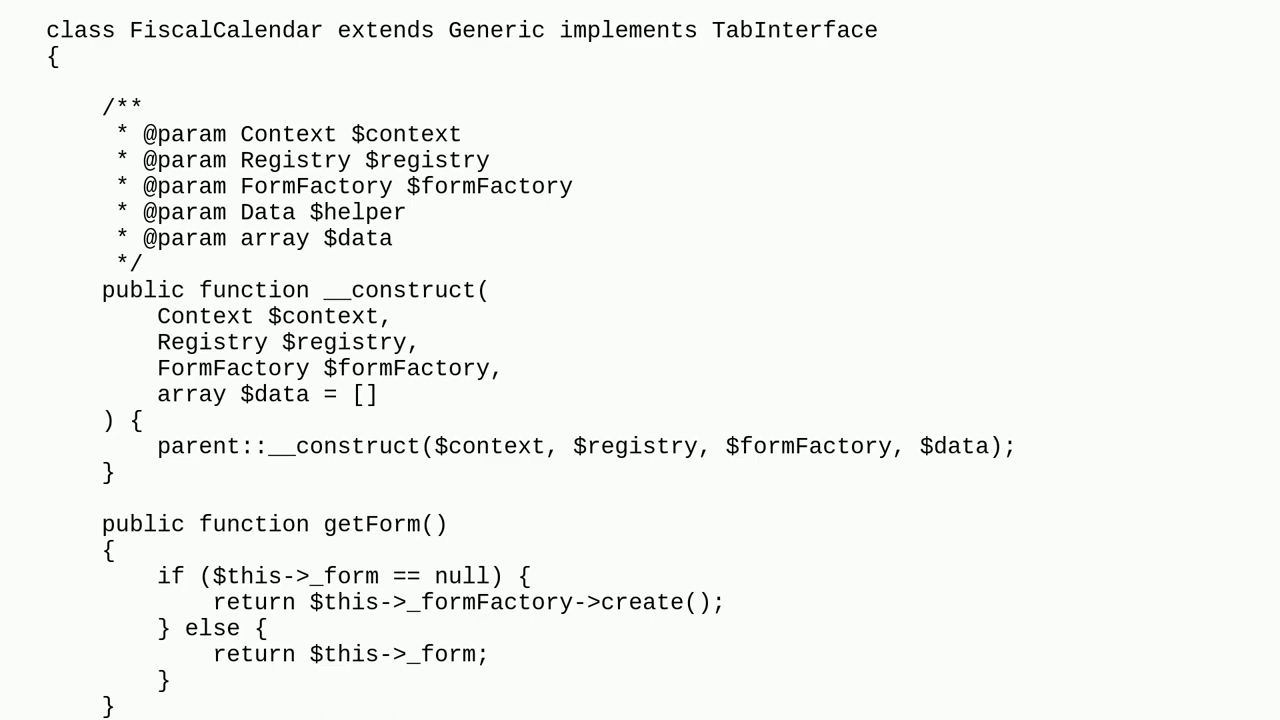 class FiscalCalendar extends Generic implements TabInterface
{
/**
* @param Context $context
* @param Registry $registry
* @param FormFactory $formFactory
* @param Data $helper
* @param array $data
*/
public function __construct(
Context $context,
Registry $registry,
FormFactory $formFactory,
array $data = []
) {
parent::__construct($context, $registry, $formFactory, $data);
}
public function getForm()
{
if ($this->_form == null) {
return $this->_formFactory->create();
} else {
return $this->_form;
}
}